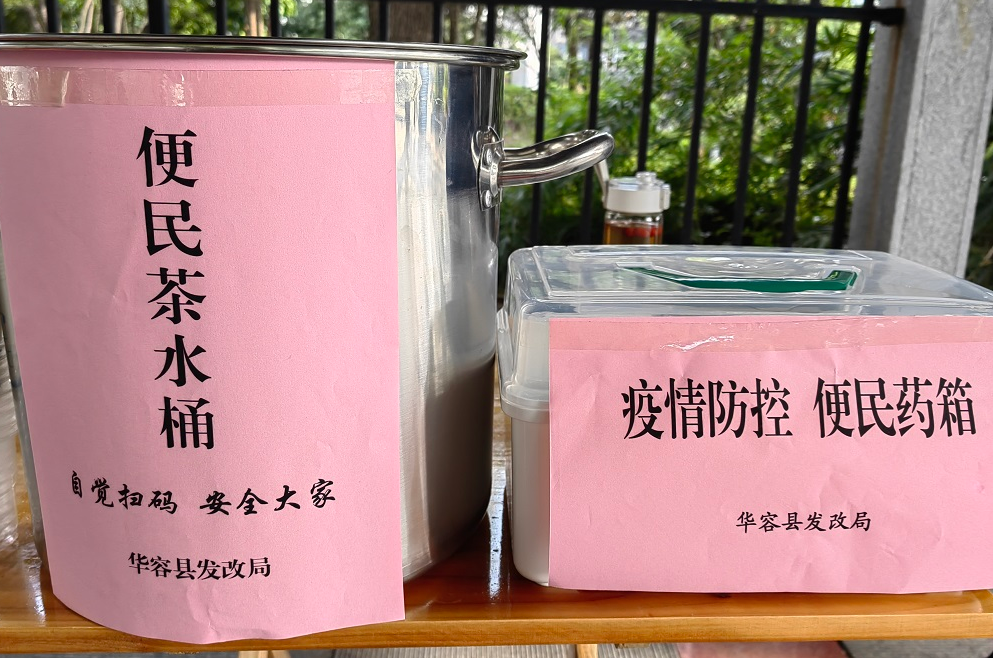 便民茶水桶
自觉扫码 安全大家
华容县发改局
疫情防控 便民药箱
华容县发改局